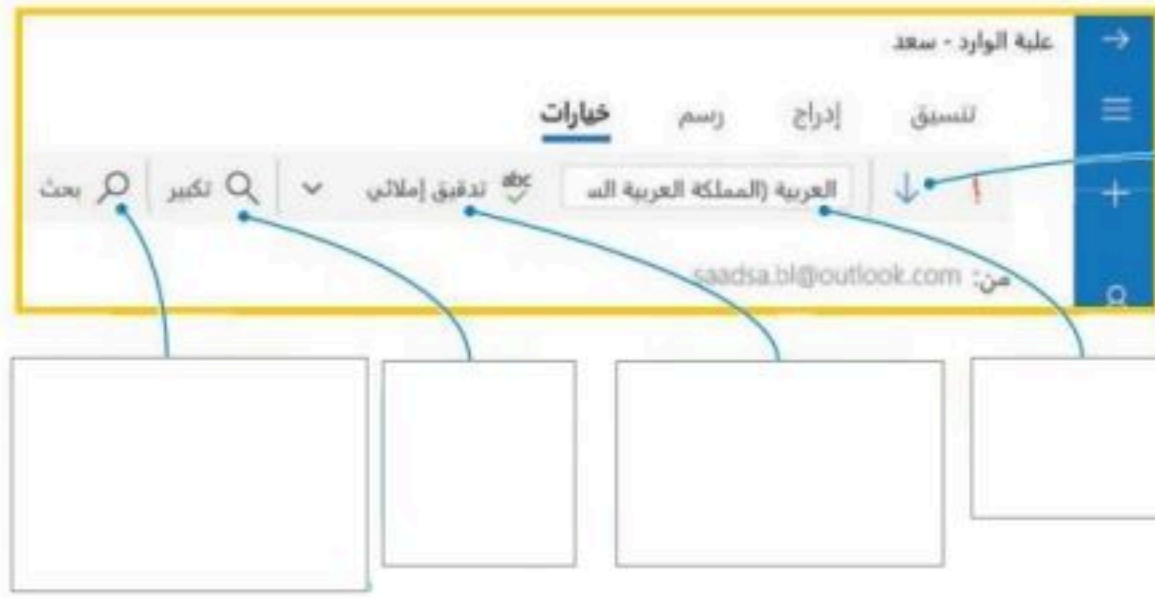 علبة الوارد - سعد
تنسيق إدراج رسم خيارات
العربية (المملكة العربية الس abc تدقيق إملائي تكبير بحث
من: saadsa.bl@outlook.com